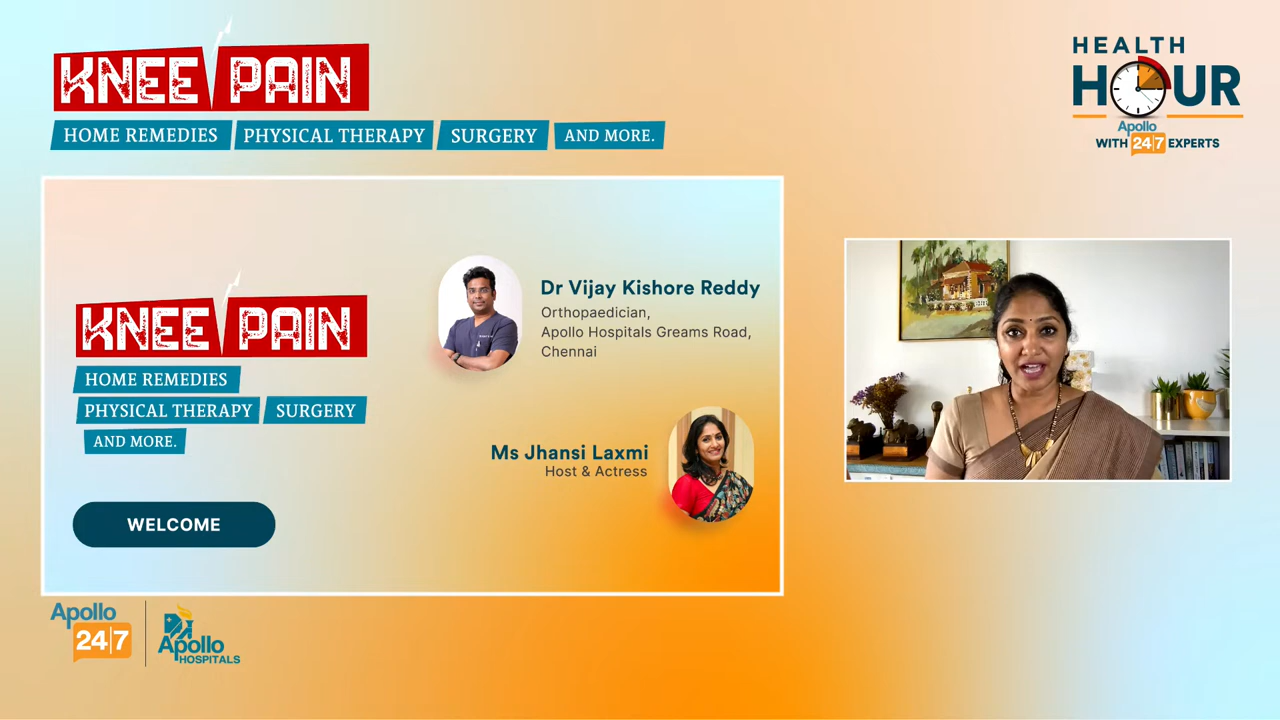 KNEE PAIN
HOME REMEDIES PHYSICAL THERAPY SURGERY AND MORE.
HEALTH
HOUR
Apollo
WITH 24|7 EXPERTS
KNEE PAIN
HOME REMEDIES
PHYSICAL THERAPY SURGERY
AND MORE.
WELCOME
Dr Vijay Kishore Reddy
Orthopaedician,
Apollo Hospitals Greams Road,
Chennai
Ms Jhansi Laxmi
Host & Actress
Apollo
24|7
Apollo
HOSPITALS